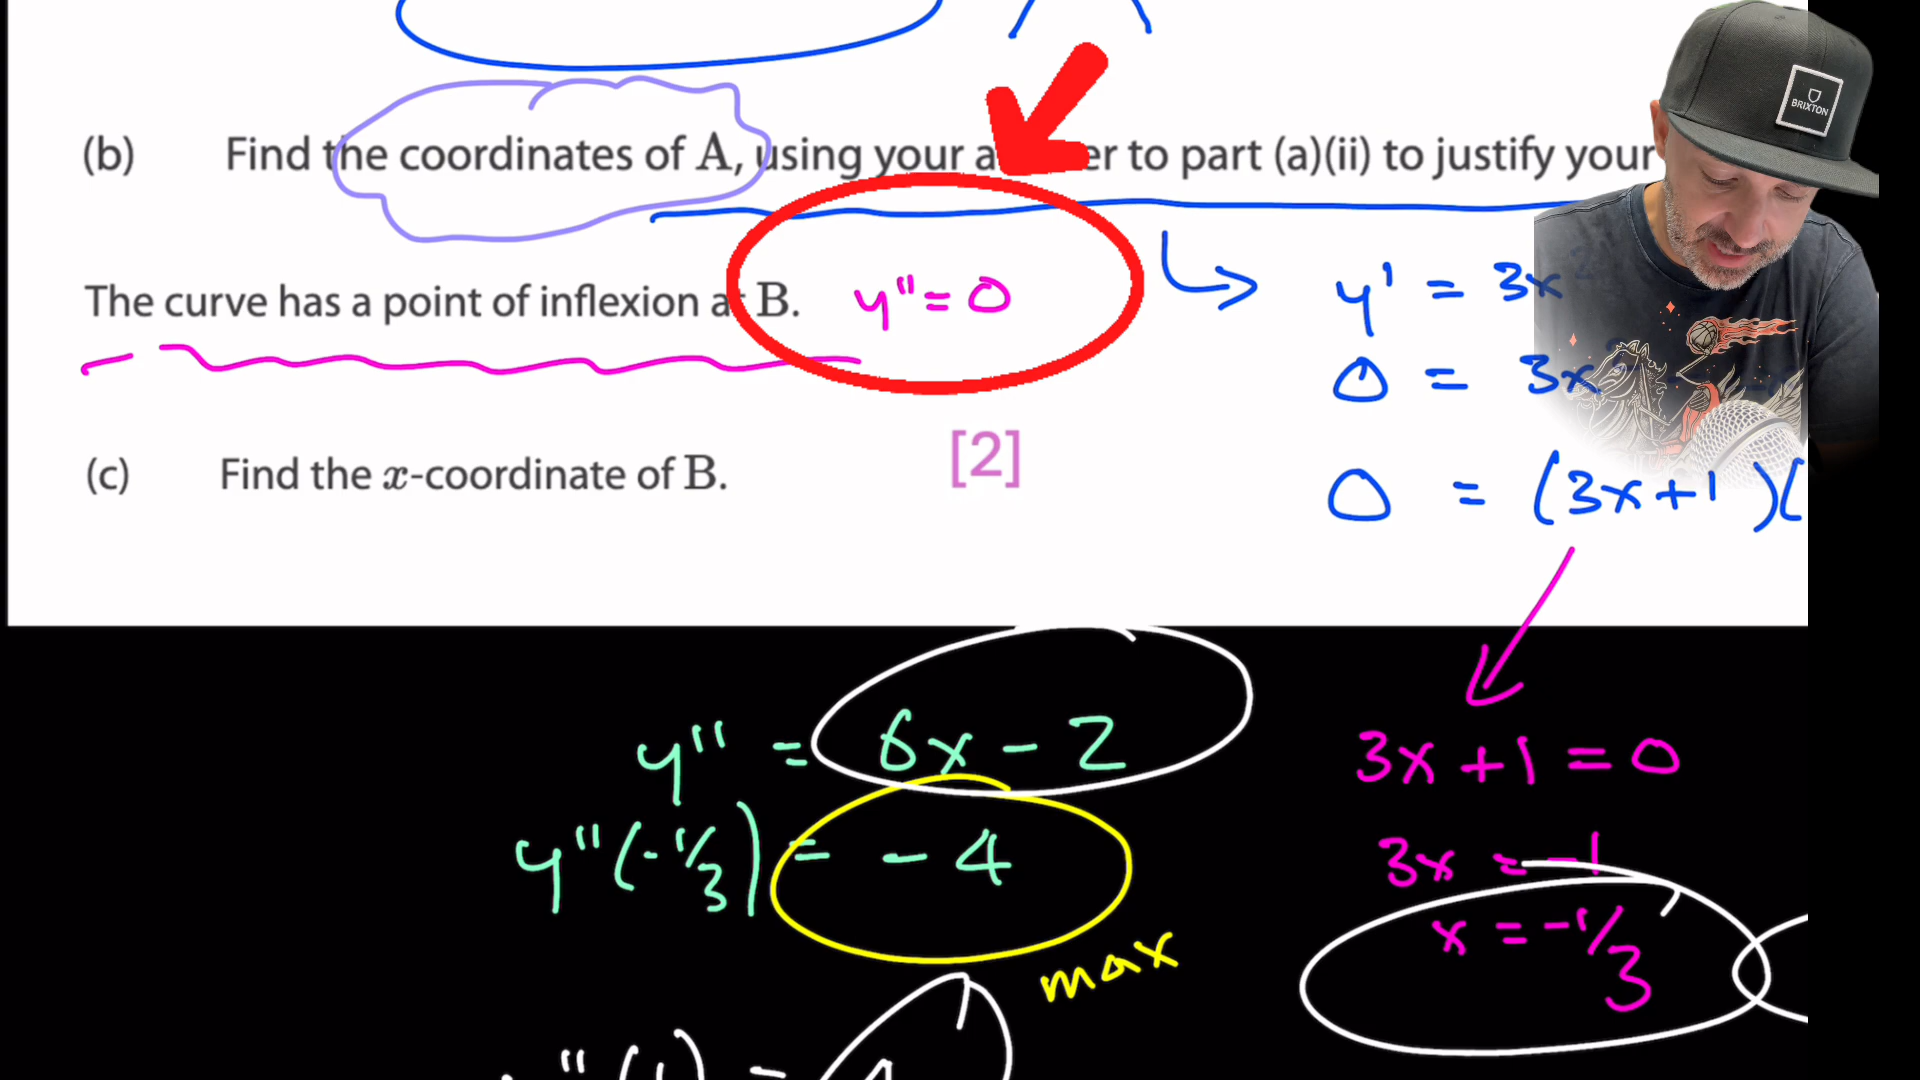 BRIXTON
(b) Find the coordinates of A, using your a er to part (a)(ii) to justify your
The curve has a point of inflexion a B. y'' = 0
y' = 3x²
0 = 3x
[2]
(c) Find the x-coordinate of B.
0 = (3x+1)(
y'' = 6x - 2
3x + 1 = 0
y''(-1/3) = - 4
3x = -1
x = -1/3
max